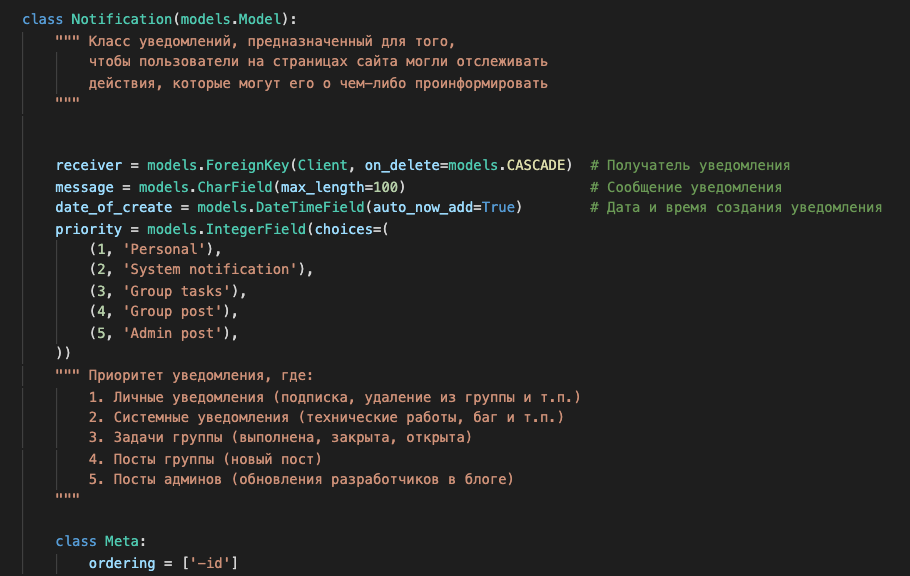 class Notification(models.Model):
""" Класс уведомлений, предназначенный для того,
чтобы пользователи на страницах сайта могли отслеживать
действия, которые могут его о чем-либо проинформировать
"""
receiver = models.ForeignKey(Client, on_delete=models.CASCADE)  # Получатель уведомления
message = models.CharField(max_length=100)  # Сообщение уведомления
date_of_create = models.DateTimeField(auto_now_add=True)  # Дата и время создания уведомления
priority = models.IntegerField(choices=(
(1, 'Personal'),
(2, 'System notification'),
(3, 'Group tasks'),
(4, 'Group post'),
(5, 'Admin post'),
))
""" Приоритет уведомления, где:
1. Личные уведомления (подписка, удаление из группы и т.п.)
2. Системные уведомления (технические работы, баг и т.п.)
3. Задачи группы (выполнена, закрыта, открыта)
4. Посты группы (новый пост)
5. Посты админов (обновления разработчиков в блоге)
"""
class Meta:
ordering = ['-id']